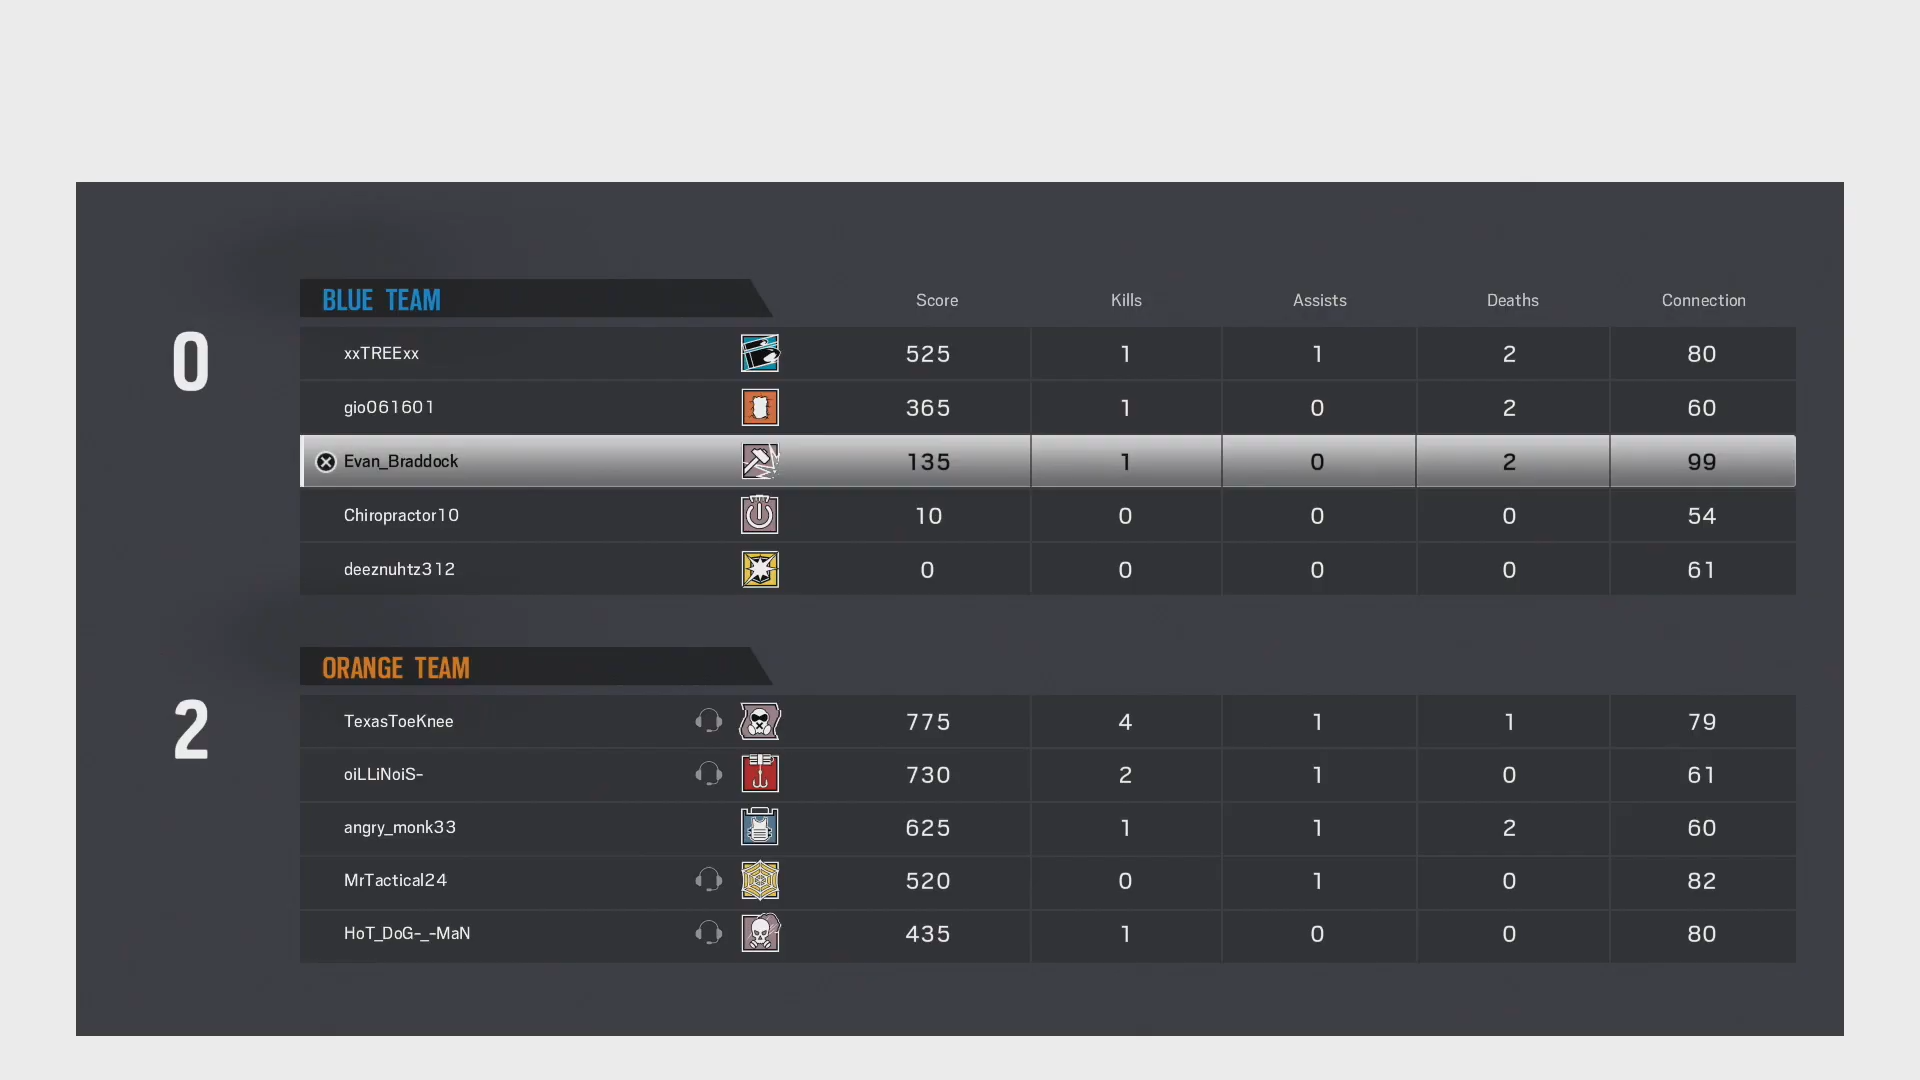 BLUE TEAM Score Kills Assists Deaths Connection
0
xxTREExx 525 1 1 2 80
gio061601 365 1 0 2 60
Evan_Braddock 135 1 0 2 99
Chiropractor10 10 0 0 0 54
deeznuhtz312 0 0 0 0 61
ORANGE TEAM
2
TexasToeKnee 775 4 1 1 79
oiLLiNoiS- 730 2 1 0 61
angry_monk33 625 1 1 2 60
MrTactical24 520 0 1 0 82
HoT_DoG-_-MaN 435 1 0 0 80